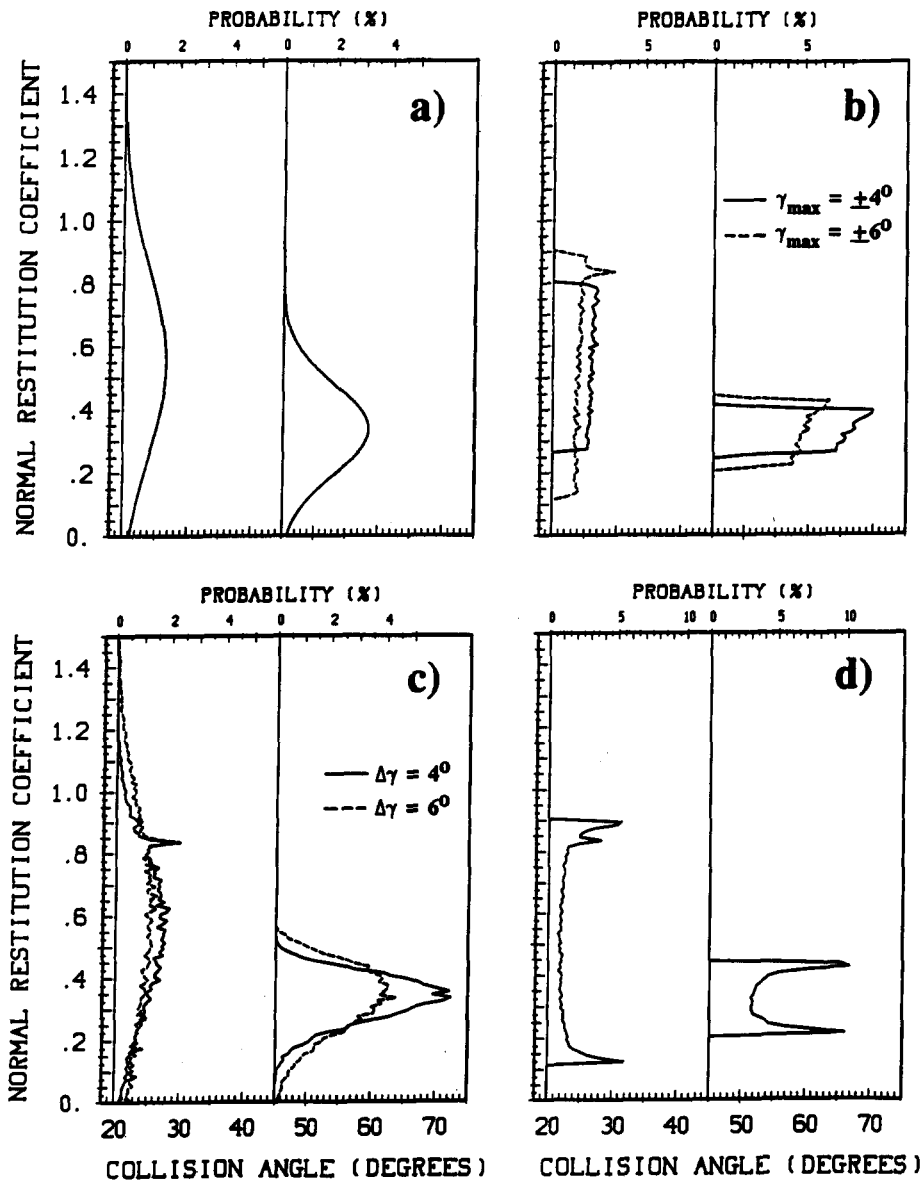 PROBABILITY (%)
0 2 4 0 2 4
PROBABILITY (%)
0 5 0 5
NORMAL RESTITUTION COEFFICIENT
1.4
1.2
1.0
.8
.6
.4
.2
0.
a)
b)
γmax = ±4⁰
γmax = ±6⁰
PROBABILITY (%)
0 2 4 0 2 4
PROBABILITY (%)
0 5 10 0 5 10
NORMAL RESTITUTION COEFFICIENT
1.4
1.2
1.0
.8
.6
.4
.2
0.
c)
Δγ = 4⁰
Δγ = 6⁰
d)
20 30 40 50 60 70
COLLISION ANGLE (DEGREES)
20 30 40 50 60 70
COLLISION ANGLE (DEGREES)